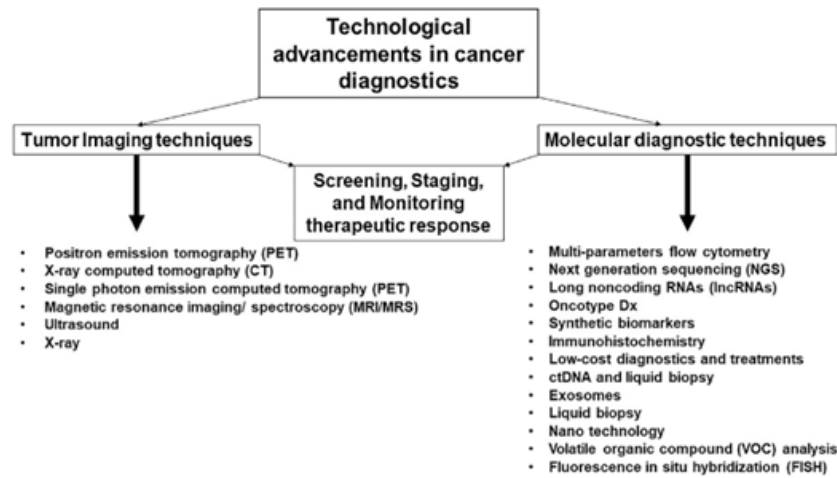 Technological
advancements in cancer
diagnostics
Tumor Imaging techniques
Molecular diagnostic techniques
Screening, Staging,
and Monitoring
therapeutic response
• Positron emission tomography (PET)
• X-ray computed tomography (CT)
• Single photon emission computed tomography (PET)
• Magnetic resonance imaging/ spectroscopy (MRI/MRS)
• Ultrasound
• X-ray
• Multi-parameters flow cytometry
• Next generation sequencing (NGS)
• Long noncoding RNAs (lncRNAs)
• Oncotype Dx
• Synthetic biomarkers
• Immunohistochemistry
• Low-cost diagnostics and treatments
• ctDNA and liquid biopsy
• Exosomes
• Liquid biopsy
• Nano technology
• Volatile organic compound (VOC) analysis
• Fluorescence in situ hybridization (FISH)